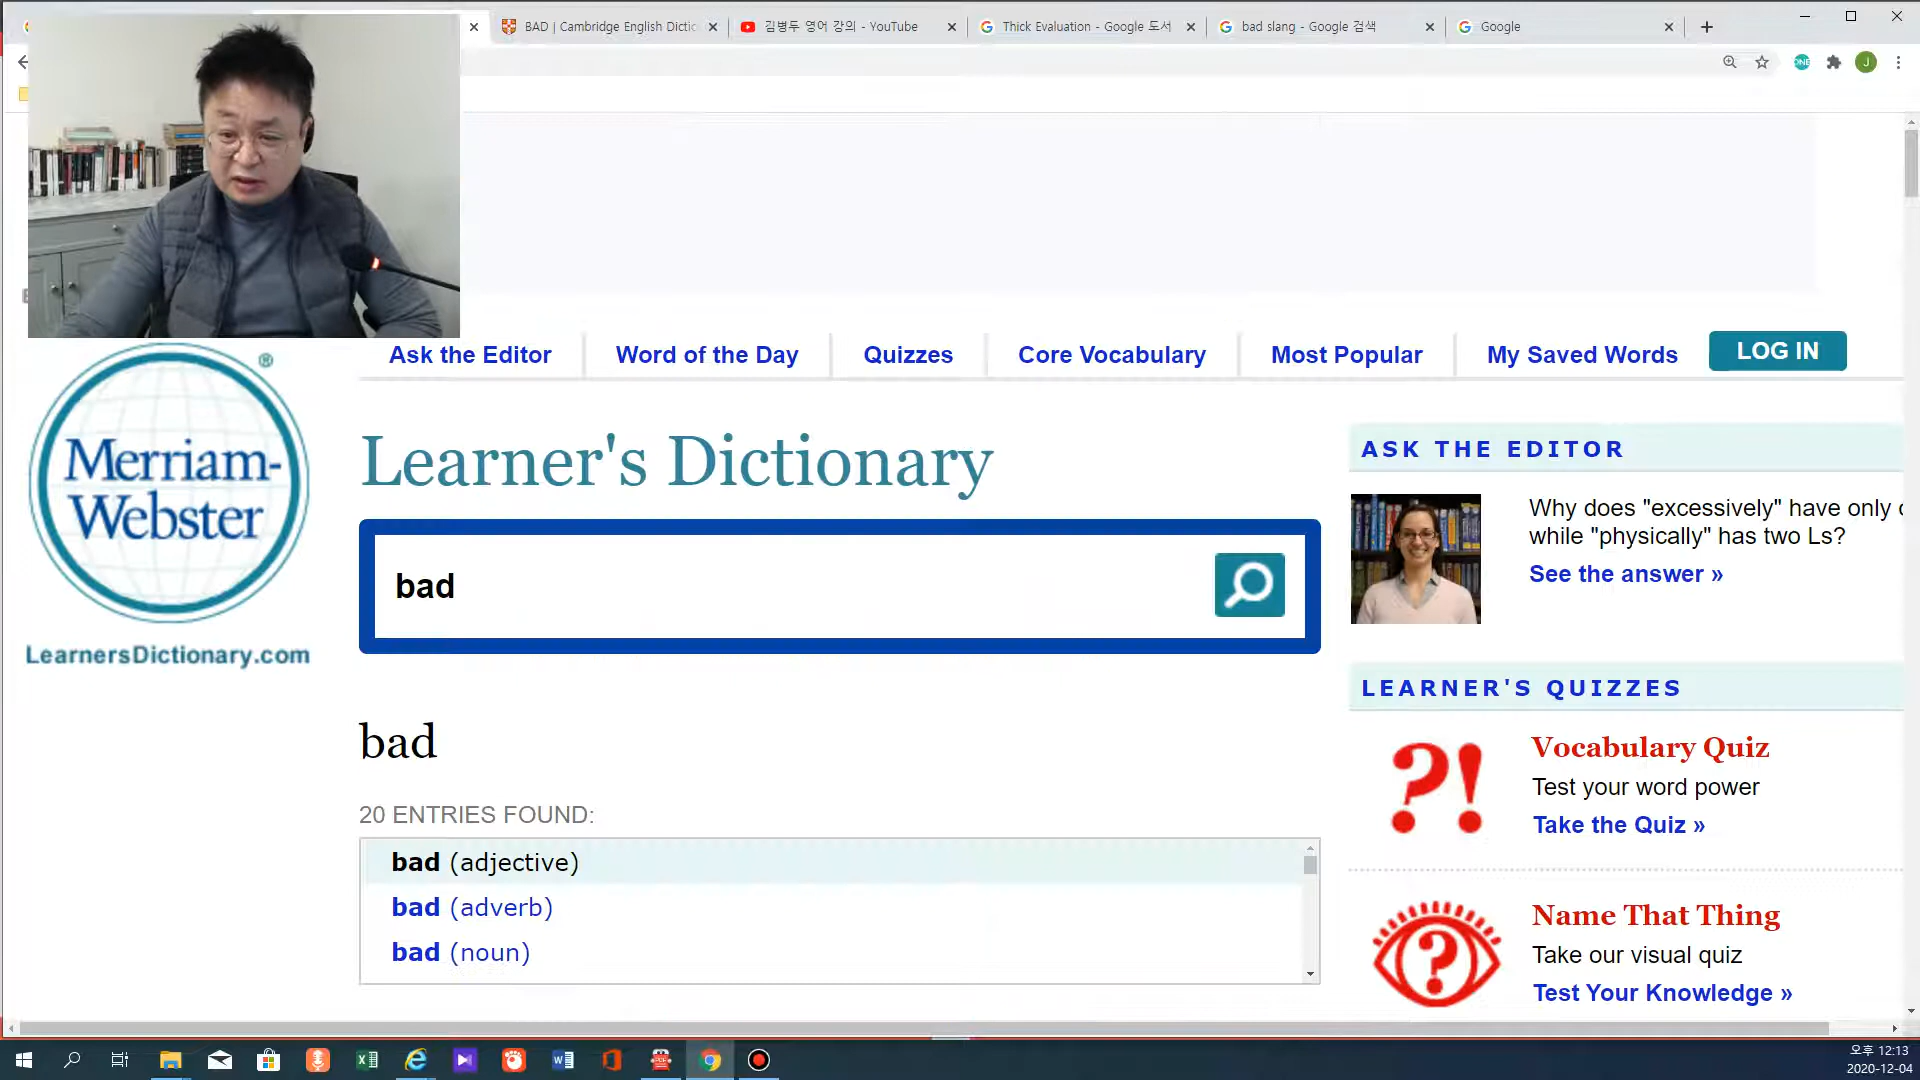 BAD | Cambridge English Dictio
김병두 영어 강의 - YouTube
Thick Evaluation - Google 도서
bad slang - Google 검색
Google
J
Ask the Editor
Word of the Day
Quizzes
Core Vocabulary
Most Popular
My Saved Words
LOG IN
Merriam-
Webster
®
LearnersDictionary.com
Learner's Dictionary
bad
bad
20 ENTRIES FOUND:
bad (adjective)
bad (adverb)
bad (noun)
ASK THE EDITOR
Why does "excessively" have only
while "physically" has two Ls?
See the answer »
LEARNER'S QUIZZES
Vocabulary Quiz
Test your word power
Take the Quiz »
Name That Thing
Take our visual quiz
Test Your Knowledge »
오후 12:13
2020-12-04